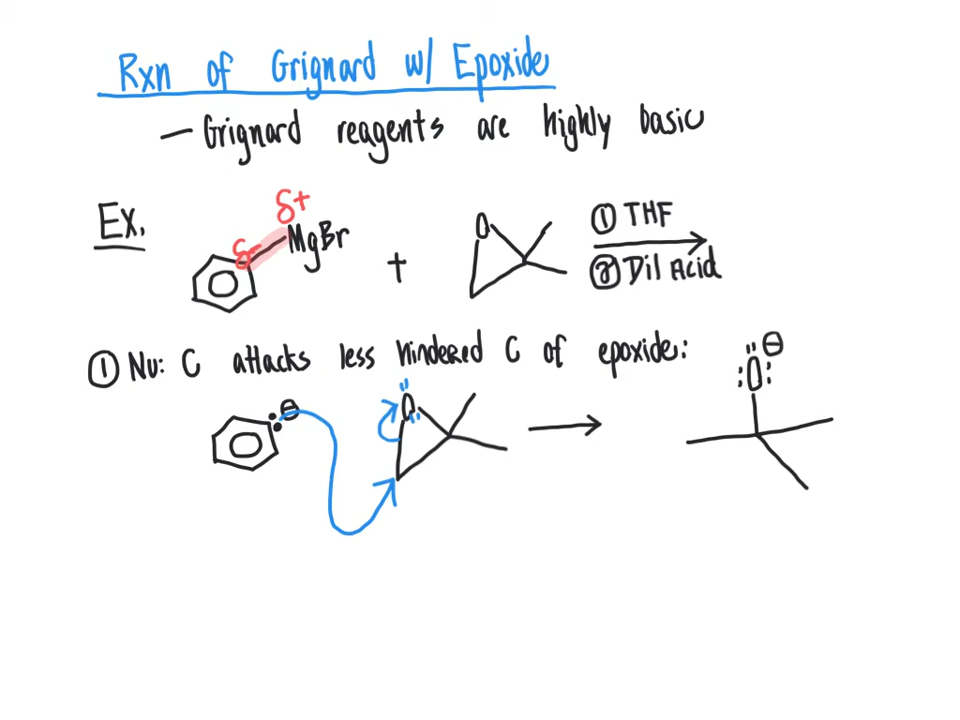 Rxn of Grignard w/ Epoxide
— Grignard reagents are highly basic
Ex.
δ+
δ-
MgBr
+
O
① THF
② Dil Acid
① Nu: C attacks less hindered C of epoxide:
⊖
O
:Ö: ⊖